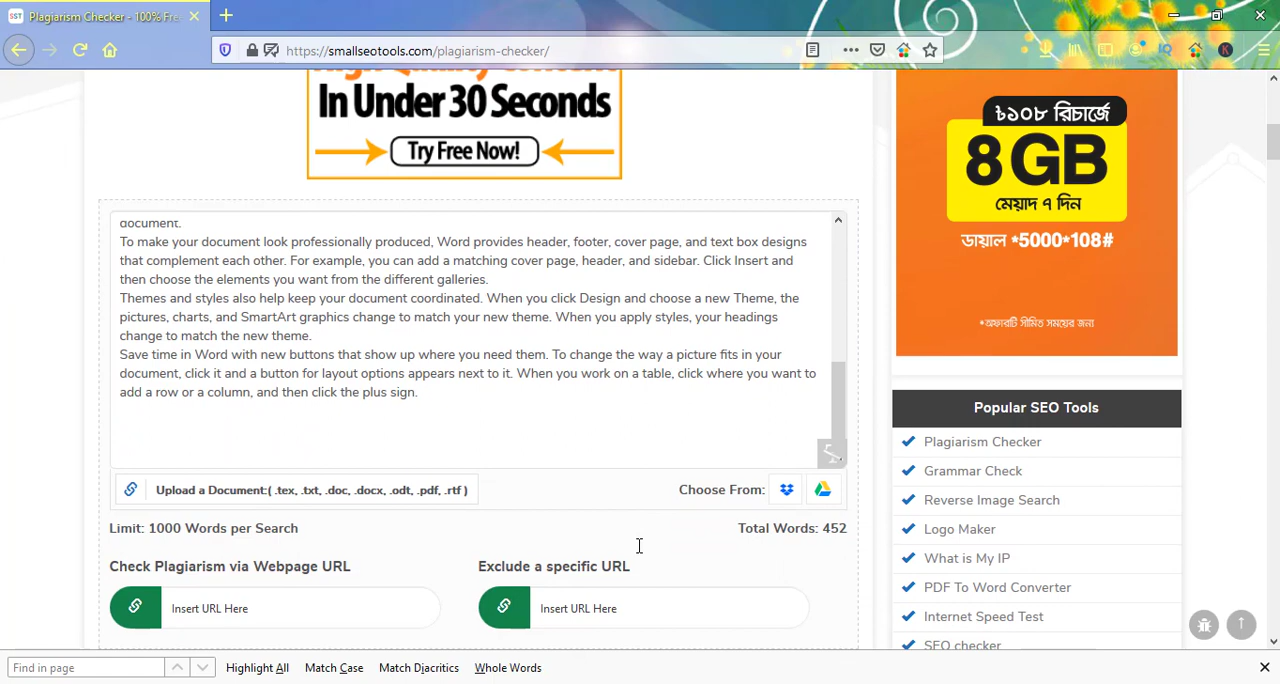 SST Plagiarism Checker - 100% Fre
https://smallseotools.com/plagiarism-checker/
In Under 30 Seconds
Try Free Now!
document.
To make your document look professionally produced, Word provides header, footer, cover page, and text box designs
that complement each other. For example, you can add a matching cover page, header, and sidebar. Click Insert and
then choose the elements you want from the different galleries.
Themes and styles also help keep your document coordinated. When you click Design and choose a new Theme, the
pictures, charts, and SmartArt graphics change to match your new theme. When you apply styles, your headings
change to match the new theme.
Save time in Word with new buttons that show up where you need them. To change the way a picture fits in your
document, click it and a button for layout options appears next to it. When you work on a table, click where you want to
add a row or a column, and then click the plus sign.
Upload a Document:( .tex, .txt, .doc, .docx, .odt, .pdf, .rtf )
Choose From:
Limit: 1000 Words per Search
Total Words: 452
Check Plagiarism via Webpage URL
Exclude a specific URL
Insert URL Here
Insert URL Here
৳১০৮ রিচার্জে
8GB
মেয়াদ ৭ দিন
ডায়াল *5000*108#
*অফারটি সীমিত সময়ের জন্য
Popular SEO Tools
Plagiarism Checker
Grammar Check
Reverse Image Search
Logo Maker
What is My IP
PDF To Word Converter
Internet Speed Test
SEO checker
Find in page
Highlight All
Match Case
Match Diacritics
Whole Words